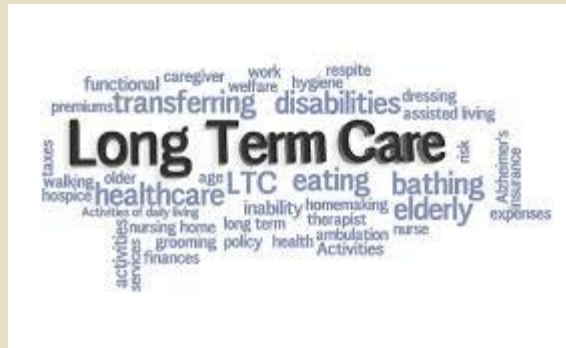 work respite
functional caregiver welfare hygiene
premiums transferring disabilities dressing
assisted living
Long Term Care
taxes
risk
Alzheimer's
insurance
walking older age LTC eating bathing
hospice healthcare
Activities of daily living inability homemaking elderly expenses
nursing home long term therapist
ambulation nurse
activities
services
grooming policy health Activities
finances